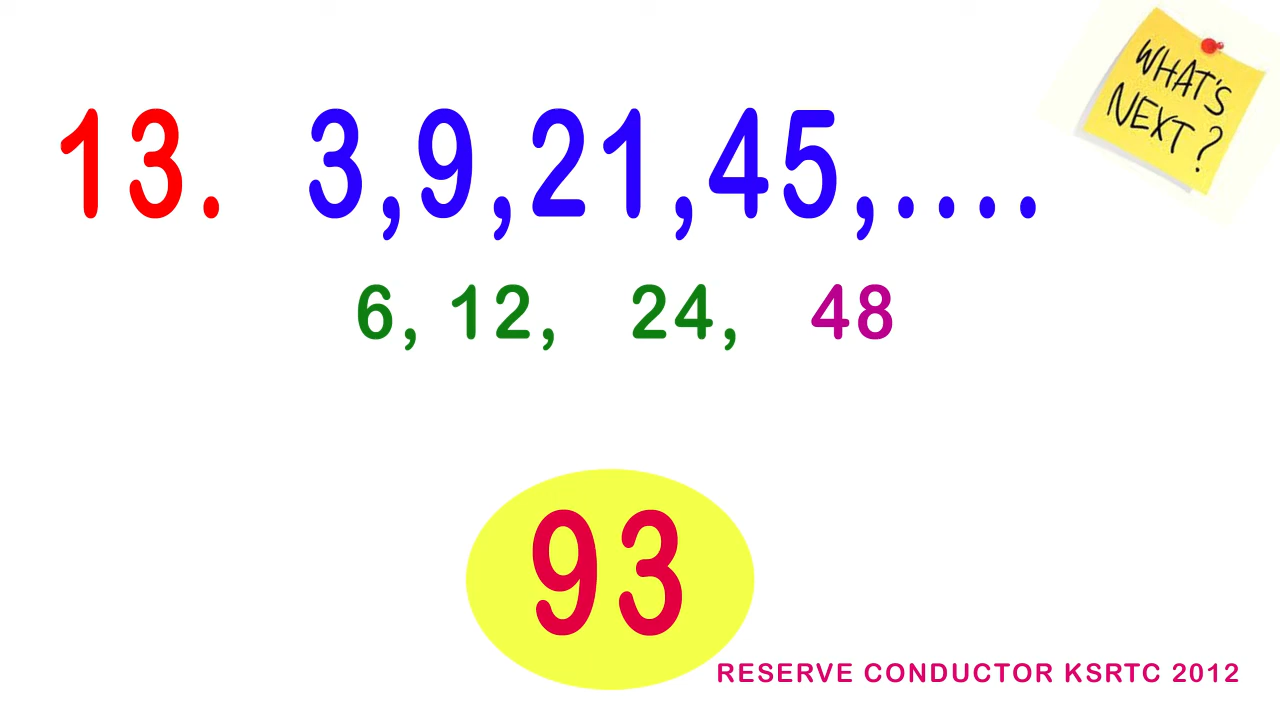 WHAT'S
NEXT?
13. 3,9,21,45,....
6, 12, 24, 48
93
RESERVE CONDUCTOR KSRTC 2012